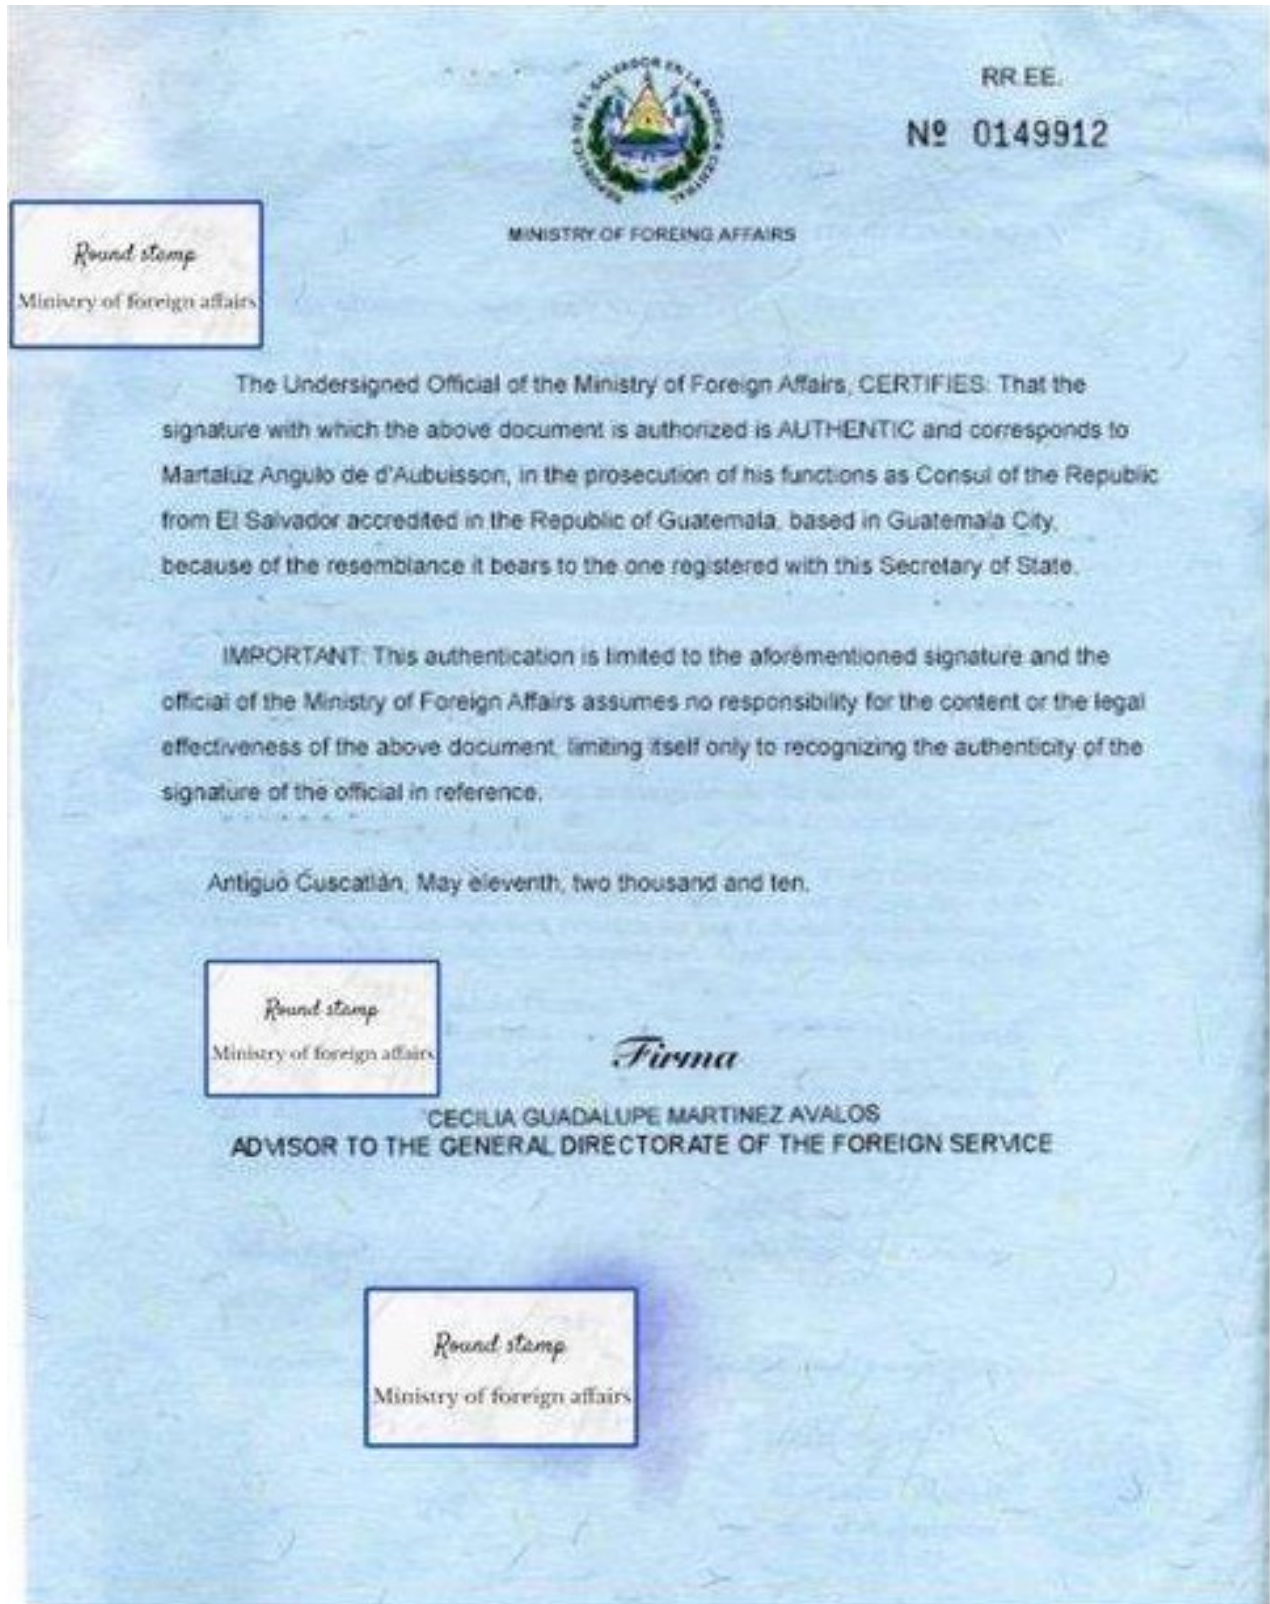 REPUBLICA DE EL SALVADOR EN LA AMERICA CENTRAL
RR.EE.
Nº 0149912
MINISTRY OF FOREING AFFAIRS
Round stamp
Ministry of foreign affairs
The Undersigned Official of the Ministry of Foreign Affairs, CERTIFIES: That the
signature with which the above document is authorized is AUTHENTIC and corresponds to
Martaluz Angulo de d'Aubuisson, in the prosecution of his functions as Consul of the Republic
from El Salvador accredited in the Republic of Guatemala, based in Guatemala City,
because of the resemblance it bears to the one registered with this Secretary of State.
IMPORTANT: This authentication is limited to the aforementioned signature and the
official of the Ministry of Foreign Affairs assumes no responsibility for the content or the legal
effectiveness of the above document, limiting itself only to recognizing the authenticity of the
signature of the official in reference.
Antiguo Cuscatlán, May eleventh, two thousand and ten.
Round stamp
Ministry of foreign affairs
Firma
CECILIA GUADALUPE MARTINEZ AVALOS
ADVISOR TO THE GENERAL DIRECTORATE OF THE FOREIGN SERVICE
Round stamp
Ministry of foreign affairs